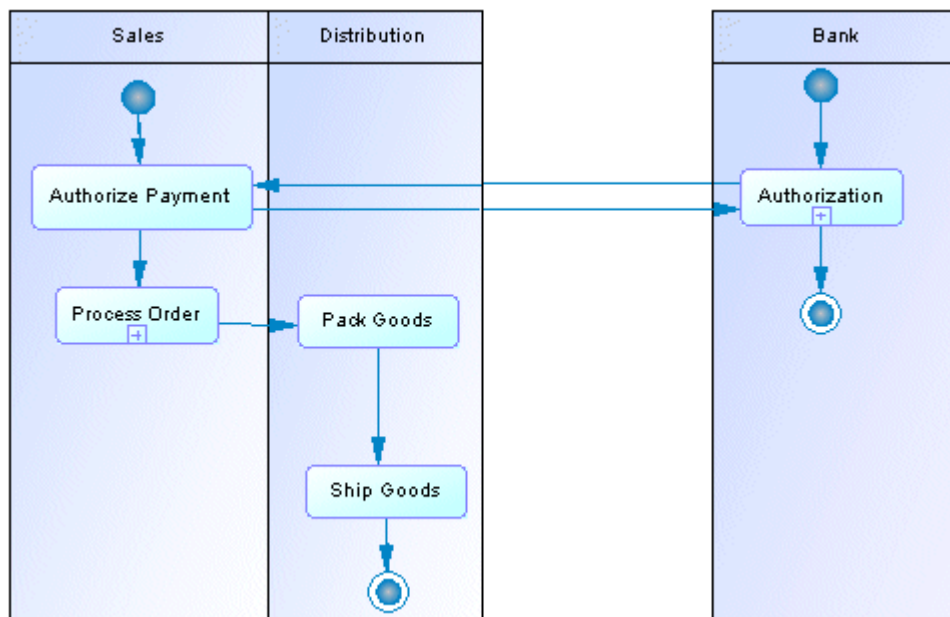 Sales
Distribution
Bank
Authorize Payment
Authorization
+
Process Order
+
Pack Goods
Ship Goods